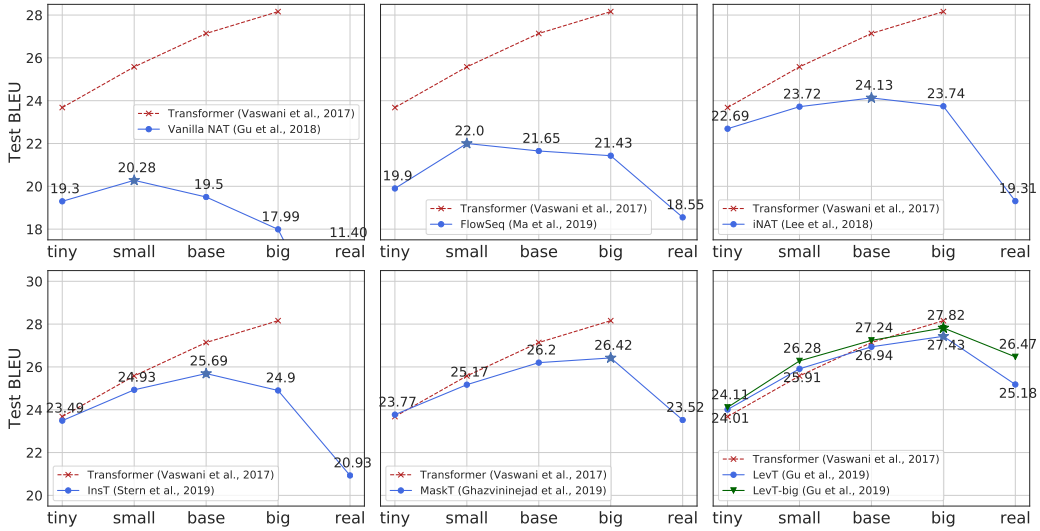 28
26
24
22
20
18
Test BLEU
Transformer (Vaswani et al., 2017)
Vanilla NAT (Gu et al., 2018)
19.3
20.28
19.5
17.99
11.40
tiny small base big real
Transformer (Vaswani et al., 2017)
FlowSeq (Ma et al., 2019)
19.9
22.0
21.65
21.43
18.55
tiny small base big real
Transformer (Vaswani et al., 2017)
iNAT (Lee et al., 2018)
22.69
23.72
24.13
23.74
19.31
tiny small base big real
30
28
26
24
22
20
Test BLEU
23.49
24.93
25.69
24.9
20.93
Transformer (Vaswani et al., 2017)
InsT (Stern et al., 2019)
tiny small base big real
23.77
25.17
26.2
26.42
23.52
Transformer (Vaswani et al., 2017)
MaskT (Ghazvininejad et al., 2019)
tiny small base big real
24.11
26.28
27.24
27.82
26.47
24.01
25.91
26.94
27.43
25.18
Transformer (Vaswani et al., 2017)
LevT (Gu et al., 2019)
LevT-big (Gu et al., 2019)
tiny small base big real